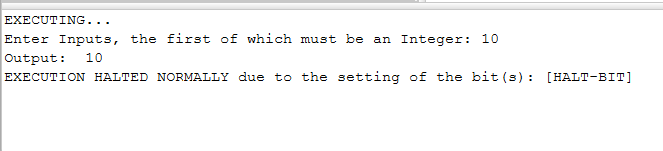 EXECUTING...
Enter Inputs, the first of which must be an Integer: 10
Output:  10
EXECUTION HALTED NORMALLY due to the setting of the bit(s): [HALT-BIT]